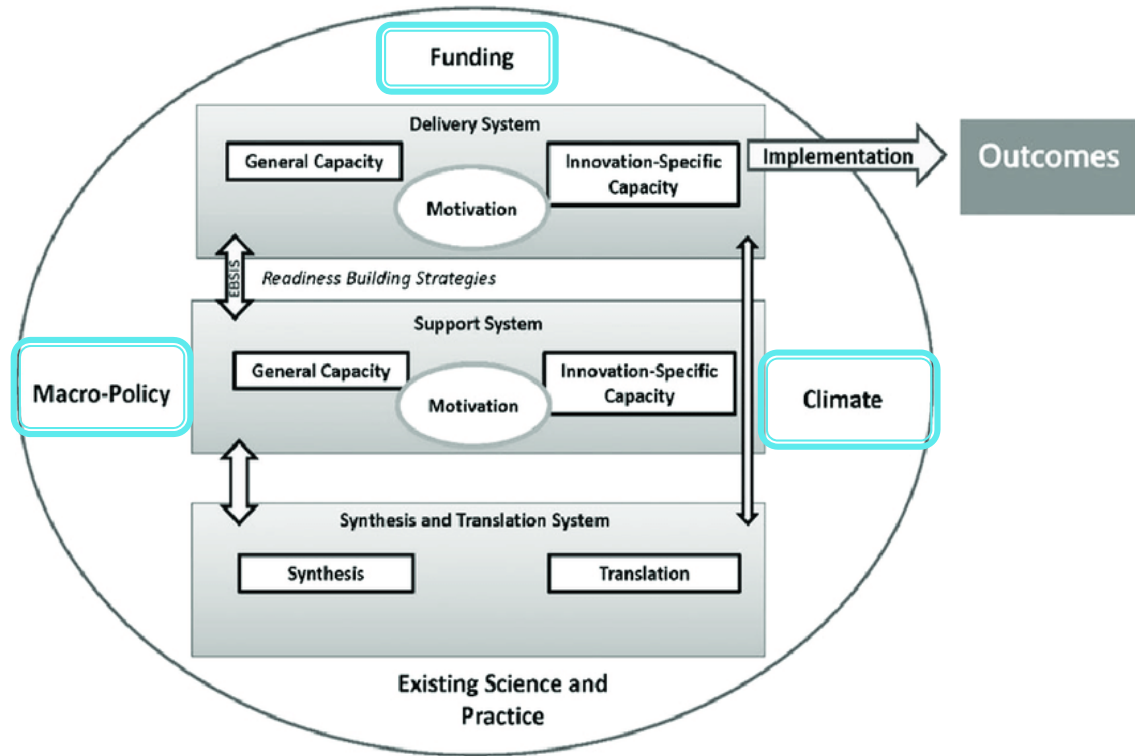 Funding
Delivery System
General Capacity
Innovation-Specific
Capacity
Motivation
Implementation
Outcomes
EBSIS
Readiness Building Strategies
Support System
General Capacity
Innovation-Specific
Capacity
Motivation
Macro-Policy
Climate
Synthesis and Translation System
Synthesis
Translation
Existing Science and
Practice